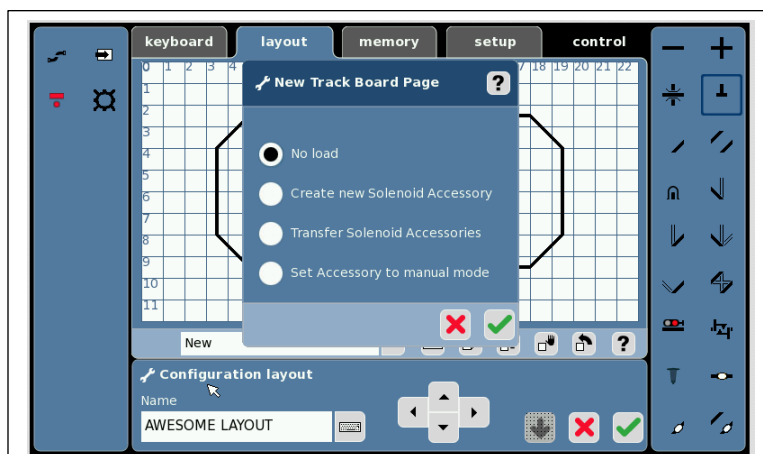 keyboard layout memory setup control
New Track Board Page ?
0 1 2 3 4 7 18 19 20 21 22
1
2
3
4
5
6
7
8
9
10
11
No load
Create new Solenoid Accessory
Transfer Solenoid Accessories
Set Accessory to manual mode
New ?
Configuration layout
Name
AWESOME LAYOUT